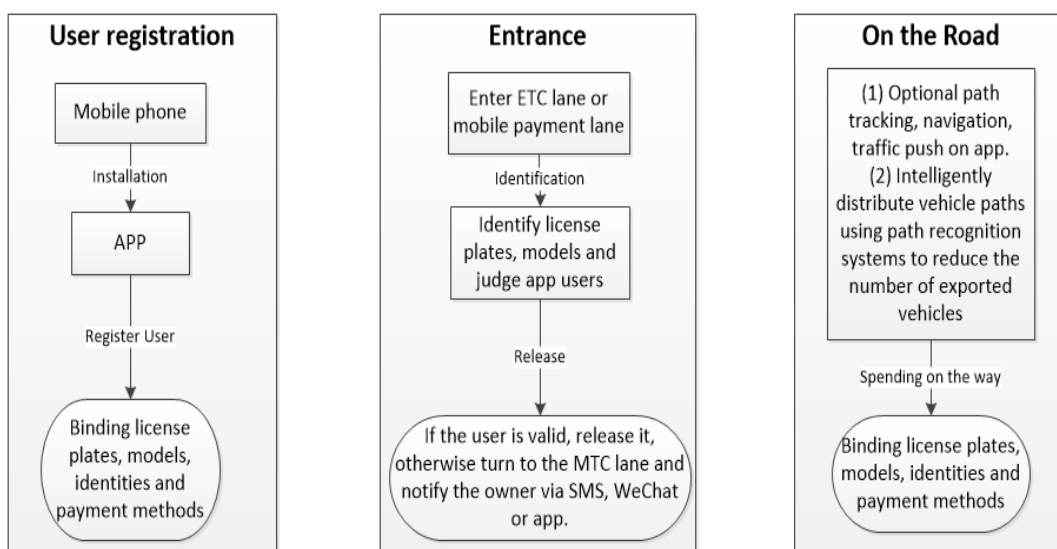 User registration
Mobile phone
Installation
APP
Register User
Binding license
plates, models,
identities and
payment methods
Entrance
Enter ETC lane or
mobile payment lane
Identification
Identify license
plates, models and
judge app users
Release
If the user is valid, release it,
otherwise turn to the MTC lane and
notify the owner via SMS, WeChat
or app.
On the Road
(1) Optional path
tracking, navigation,
traffic push on app.
(2) Intelligently
distribute vehicle paths
using path recognition
systems to reduce the
number of exported
vehicles
Spending on the way
Binding license plates,
models, identities and
payment methods